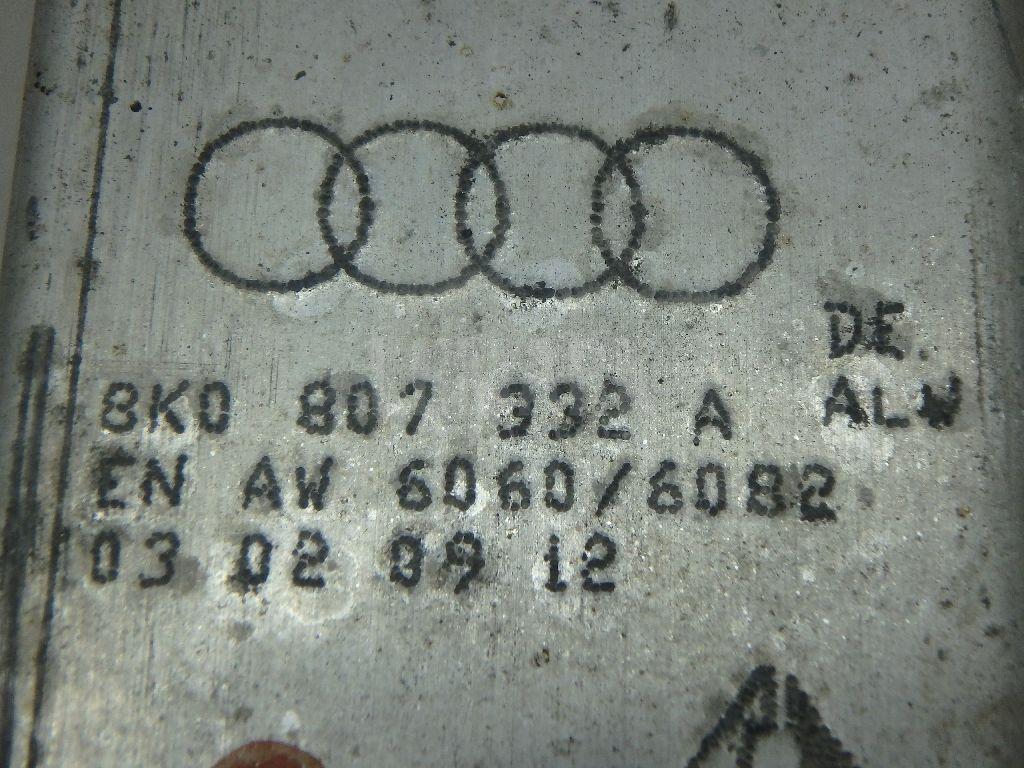 DE.
8K0 807 332 A ALW
EN AW 6060/6082
03 02 09 12